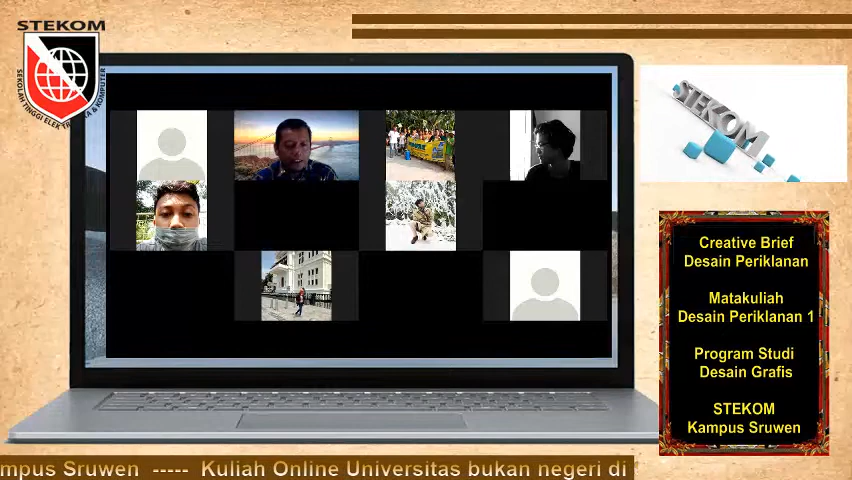 STEKOM
SEKOLAH TINGGI ELEKTRONIKA & KOMPUTER
STEKOM
Creative Brief
Desain Periklanan
Matakuliah
Desain Periklanan 1
Program Studi
Desain Grafis
STEKOM
Kampus Sruwen
mpus Sruwen ----- Kuliah Online Universitas bukan negeri di